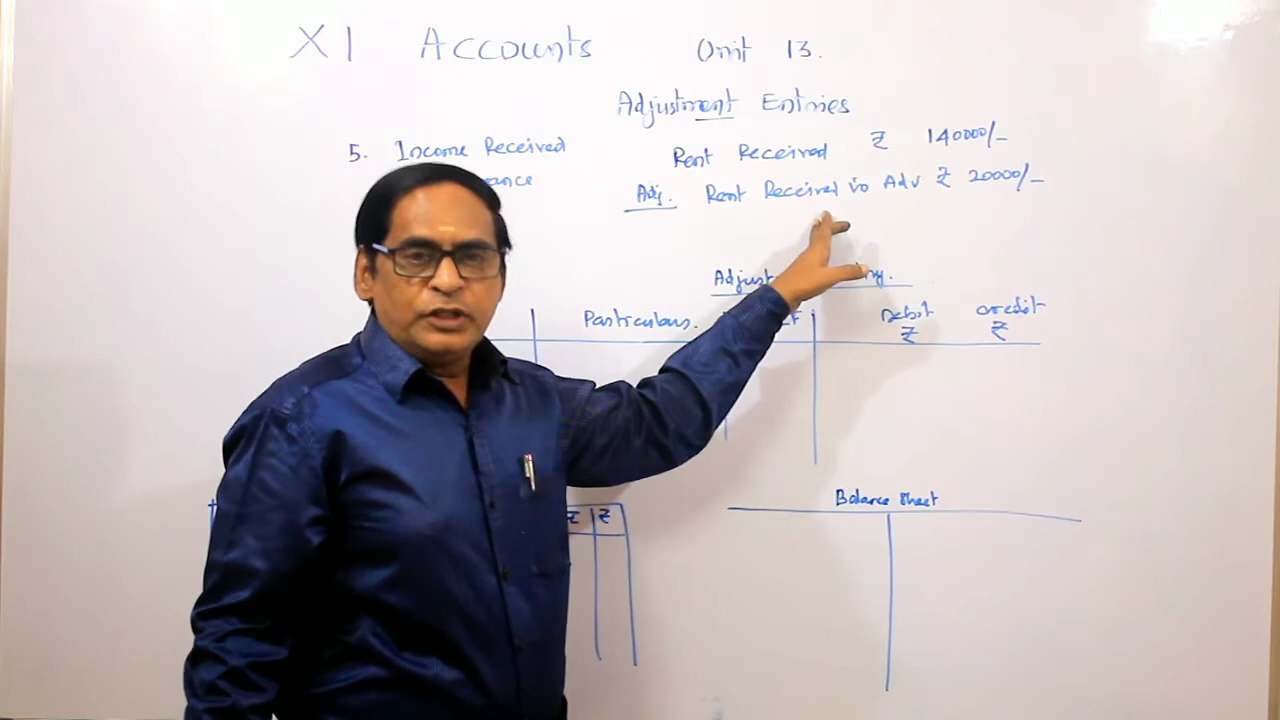 XI Accounts Unit 13.
Adjustment Entries
5. Income Received
Rent Received ₹ 140000/-
Adj. Rent Received in Adv ₹ 20000/-
Particulars. Debit Credit
₹ ₹
Balance Sheet
₹ ₹